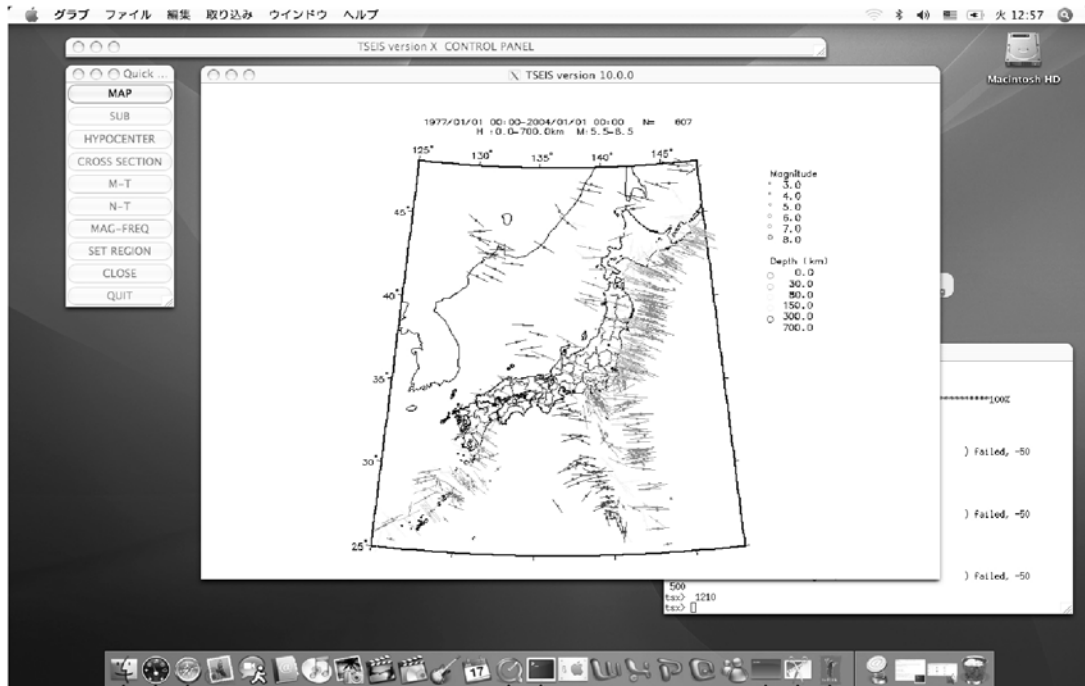 グラブ ファイル 編集 取り込み ウインドウ ヘルプ
火 12:57
TSEIS version X CONTROL PANEL
Macintosh HD
Quick ...
MAP
SUB
HYPOCENTER
CROSS SECTION
M-T
N-T
MAG-FREQ
SET REGION
CLOSE
QUIT
TSEIS version 10.0.0
1977/01/01 00:00-2004/01/01 00:00 N= 607
H :0.0-700.0km M:5.5-8.5
125° 130° 135° 140° 145°
45°
40°
35°
30°
25°
Magnitude
3.0
4.0
5.0
6.0
7.0
8.0
Depth (km)
0.0
30.0
80.0
150.0
300.0
700.0
100%
) Failed, -50
) Failed, -50
) Failed, -50
500
tsx> 1210
tsx>
17